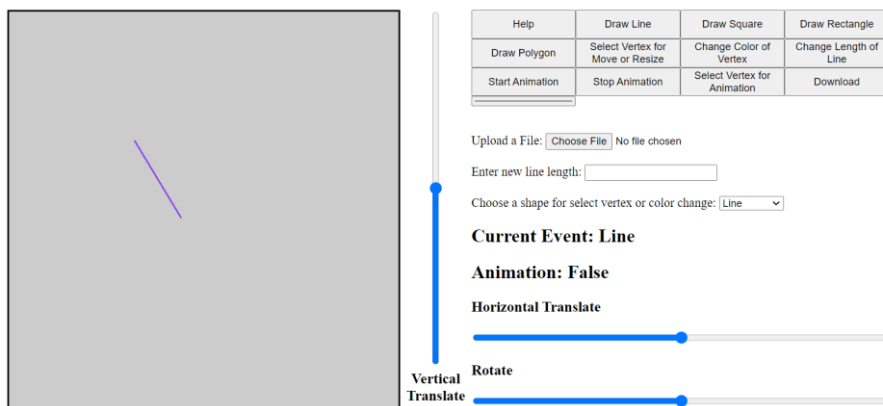 Help
Draw Line
Draw Square
Draw Rectangle
Draw Polygon
Select Vertex for
Move or Resize
Change Color of
Vertex
Change Length of
Line
Start Animation
Stop Animation
Select Vertex for
Animation
Download
Upload a File: Choose File No file chosen
Enter new line length:
Choose a shape for select vertex or color change: Line
Current Event: Line
Animation: False
Horizontal Translate
Rotate
Vertical
Translate